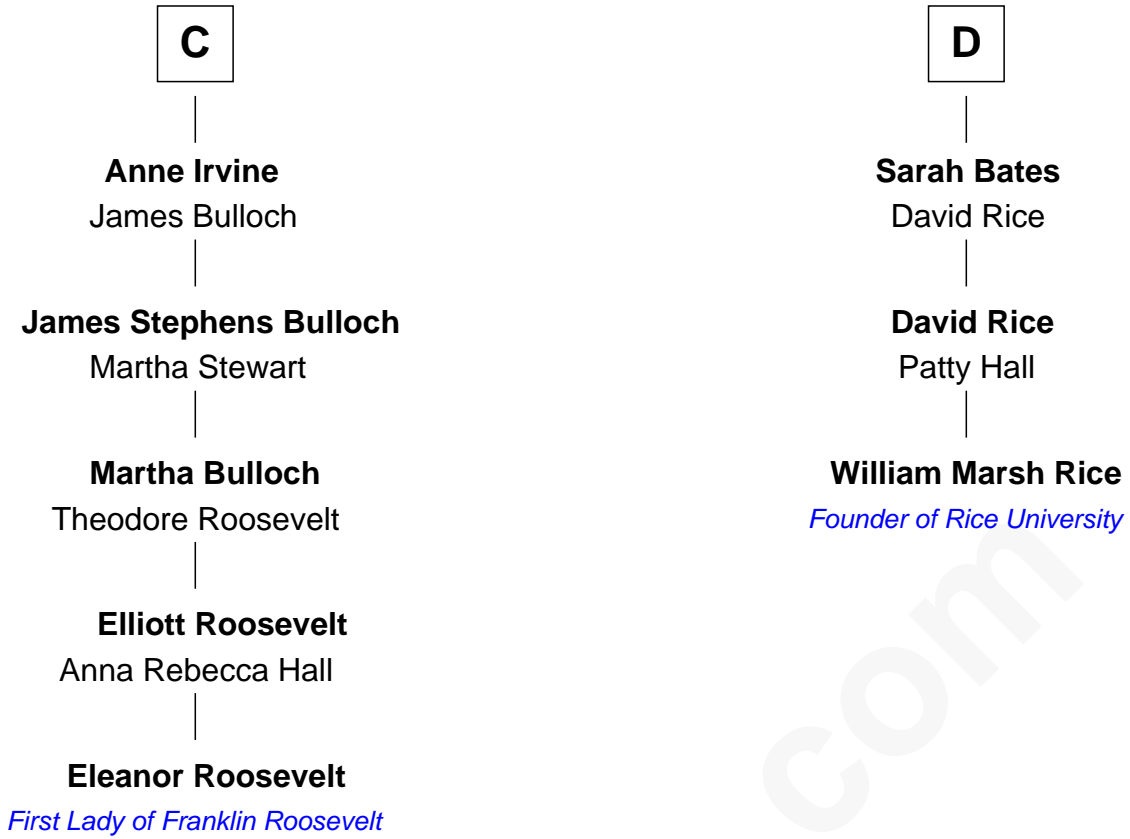 C
Anne Irvine
James Bulloch
James Stephens Bulloch
Martha Stewart
Martha Bulloch
Theodore Roosevelt
Elliott Roosevelt
Anna Rebecca Hall
Eleanor Roosevelt
First Lady of Franklin Roosevelt
D
Sarah Bates
David Rice
David Rice
Patty Hall
William Marsh Rice
Founder of Rice University
com